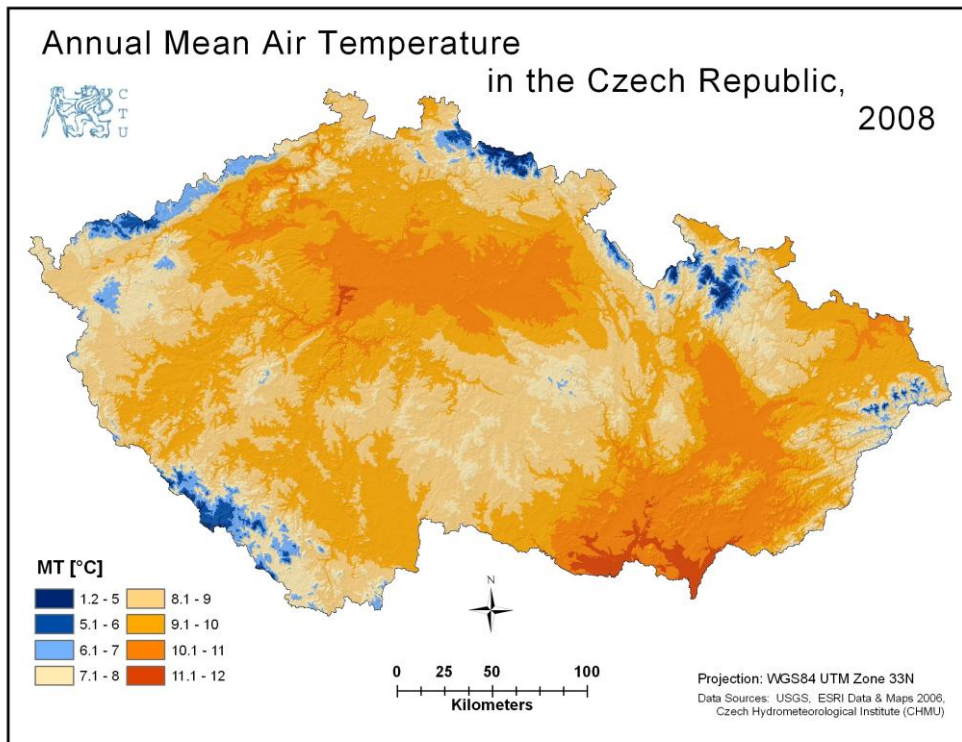 Annual Mean Air Temperature
in the Czech Republic,
2008
C
T
U
MT [°C]
1.2 - 5
5.1 - 6
6.1 - 7
7.1 - 8
8.1 - 9
9.1 - 10
10.1 - 11
11.1 - 12
N
0 25 50 100
Kilometers
Projection: WGS84 UTM Zone 33N
Data Sources: USGS, ESRI Data & Maps 2006,
Czech Hydrometeorological Institute (CHMU)